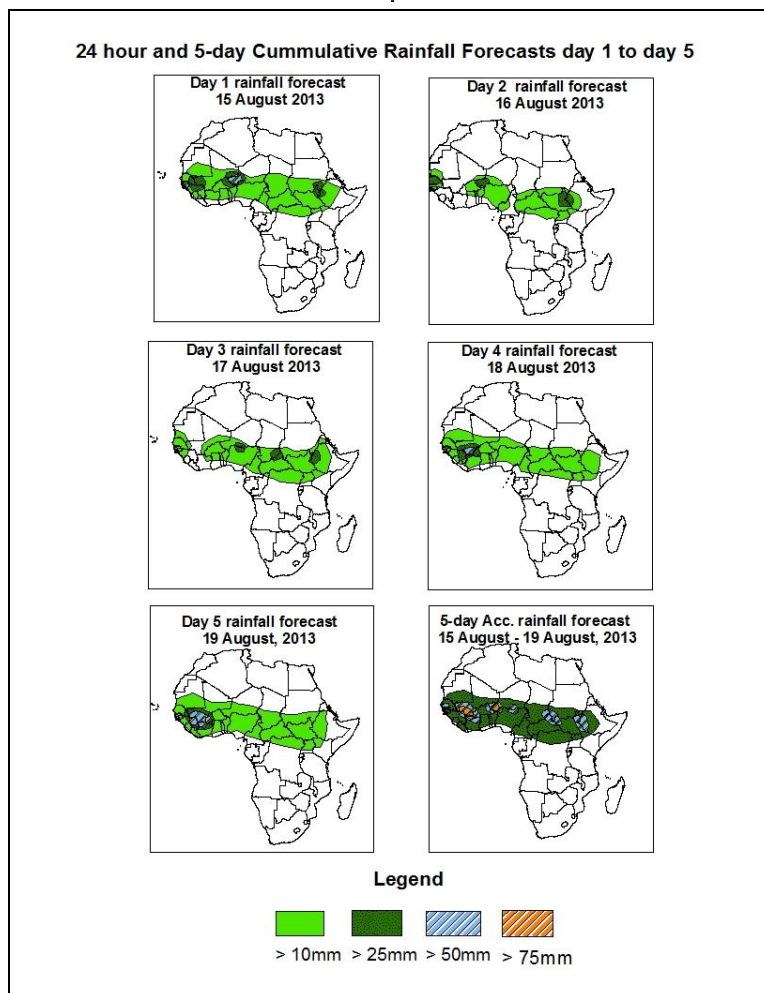 24 hour and 5-day Cummulative Rainfall Forecasts day 1 to day 5
Day 1 rainfall forecast
15 August 2013
Day 2 rainfall forecast
16 August 2013
Day 3 rainfall forecast
17 August 2013
Day 4 rainfall forecast
18 August 2013
Day 5 rainfall forecast
19 August, 2013
5-day Acc. rainfall forecast
15 August - 19 August, 2013
Legend
> 10mm > 25mm > 50mm > 75mm